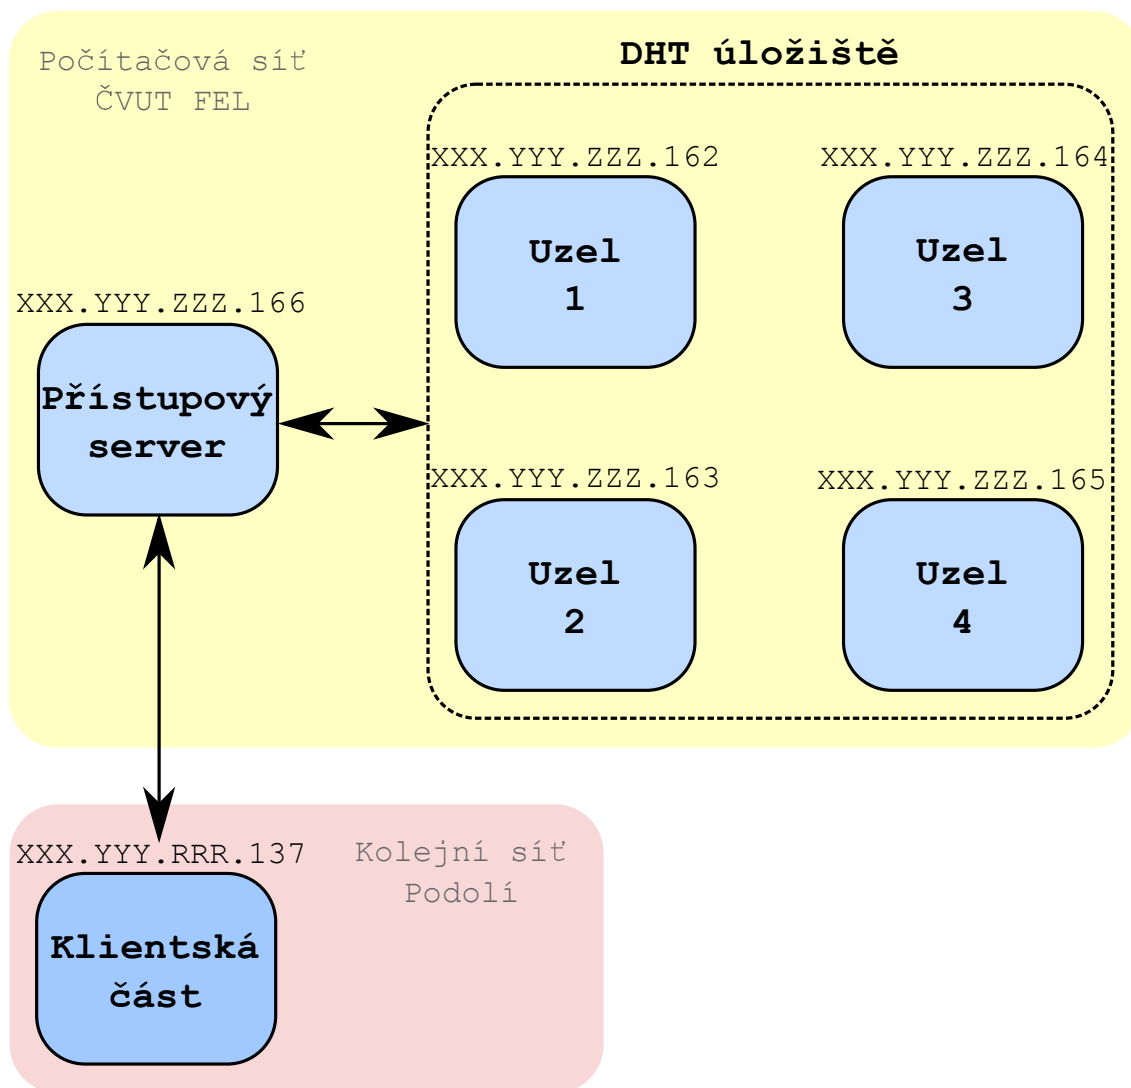 Počítačová síť
ČVUT FEL
DHT úložiště
XXX.YYY.ZZZ.162
Uzel
1
XXX.YYY.ZZZ.164
Uzel
3
XXX.YYY.ZZZ.166
Přístupový
server
XXX.YYY.ZZZ.163
Uzel
2
XXX.YYY.ZZZ.165
Uzel
4
XXX.YYY.RRR.137
Klientská
část
Kolejní síť
Podolí